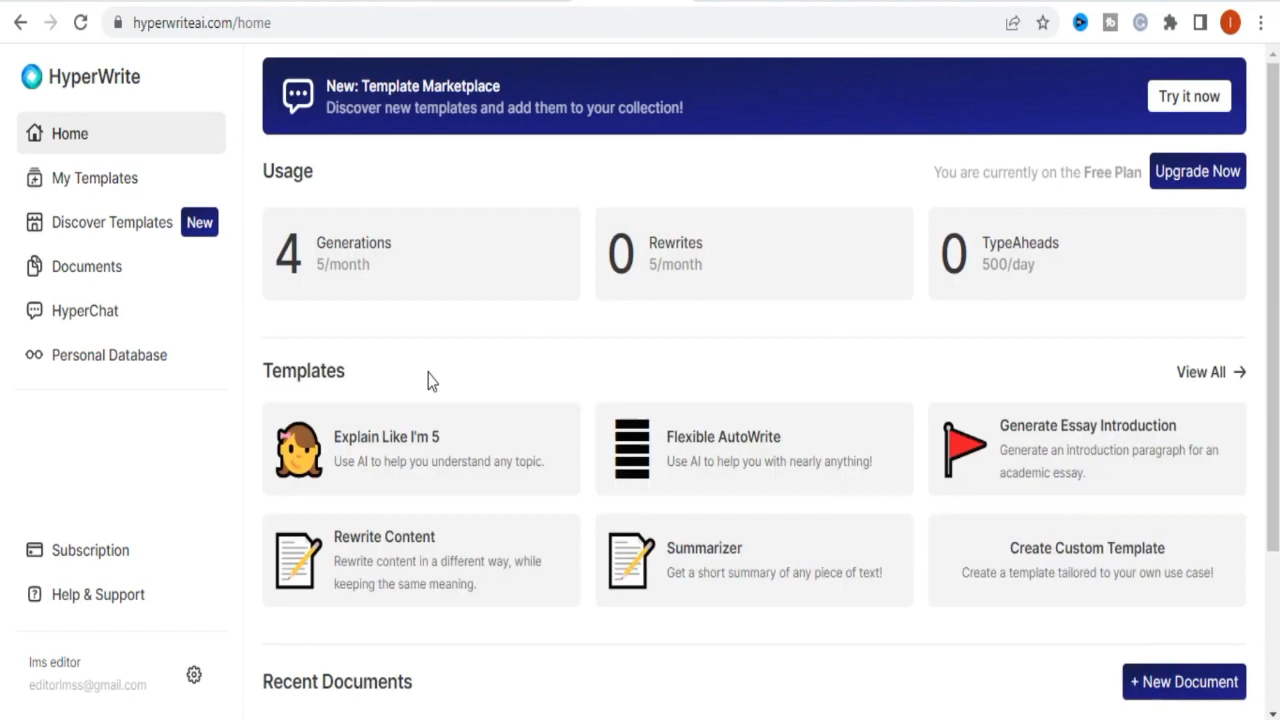 hyperwriteai.com/home
HyperWrite
Home
My Templates
Discover Templates New
Documents
HyperChat
Personal Database
Subscription
Help & Support
lms editor
editorlmss@gmail.com
New: Template Marketplace
Discover new templates and add them to your collection!
Try it now
Usage
You are currently on the Free Plan
Upgrade Now
4
Generations
5/month
0
Rewrites
5/month
0
TypeAheads
500/day
Templates
View All
Explain Like I'm 5
Use AI to help you understand any topic.
Flexible AutoWrite
Use AI to help you with nearly anything!
Generate Essay Introduction
Generate an introduction paragraph for an
academic essay.
Rewrite Content
Rewrite content in a different way, while
keeping the same meaning.
Summarizer
Get a short summary of any piece of text!
Create Custom Template
Create a template tailored to your own use case!
Recent Documents
+ New Document